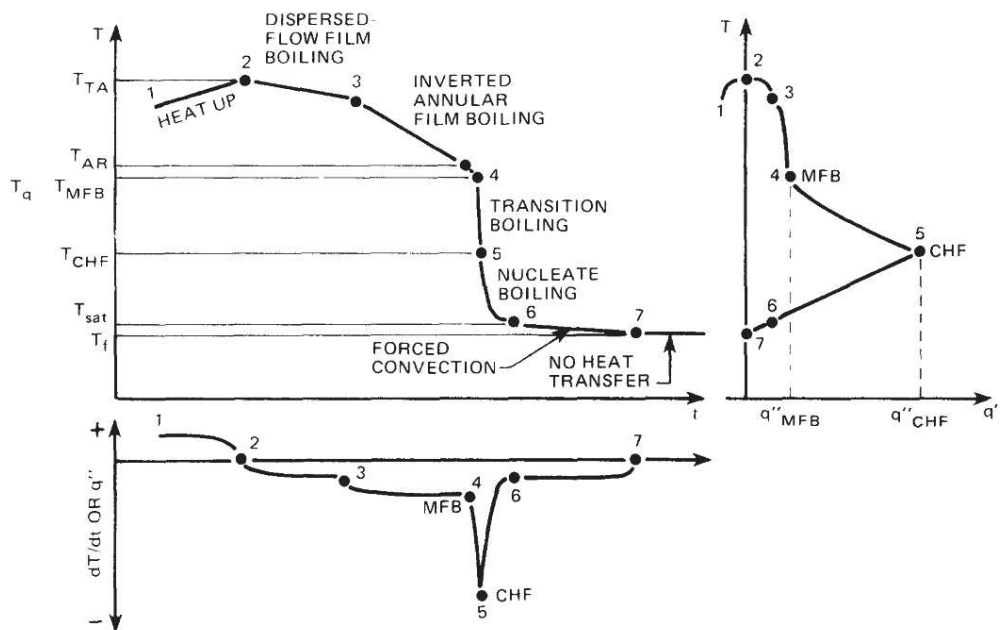 T
DISPERSED-
FLOW FILM
BOILING
2
3
INVERTED
ANNULAR
FILM BOILING
1
HEAT UP
T_TA
T_AR
T_q T_MFB
4
TRANSITION
BOILING
T_CHF
5
NUCLEATE
BOILING
T_sat
6
7
T_f
FORCED
CONVECTION
NO HEAT
TRANSFER
t
T
2
3
1
4 MFB
5
CHF
6
7
q''MFB
q''CHF
q'
+
1
2
3
4
MFB
6
7
dT/dt OR q''
CHF
5
–